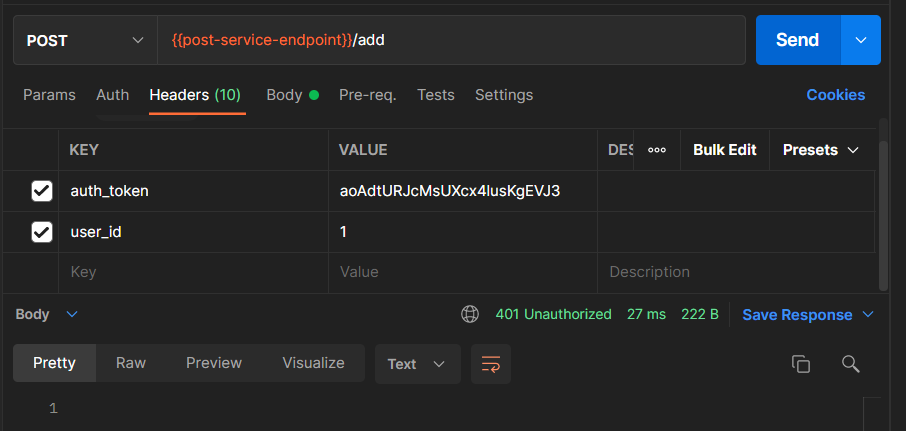 POST {{post-service-endpoint}}/add Send
Params Auth Headers (10) Body Pre-req. Tests Settings Cookies
KEY VALUE DES ooo Bulk Edit Presets
auth_token aoAdtURJcMsUXcx4lusKgEVJ3
user_id 1
Key Value Description
Body 401 Unauthorized 27 ms 222 B Save Response
Pretty Raw Preview Visualize Text
1